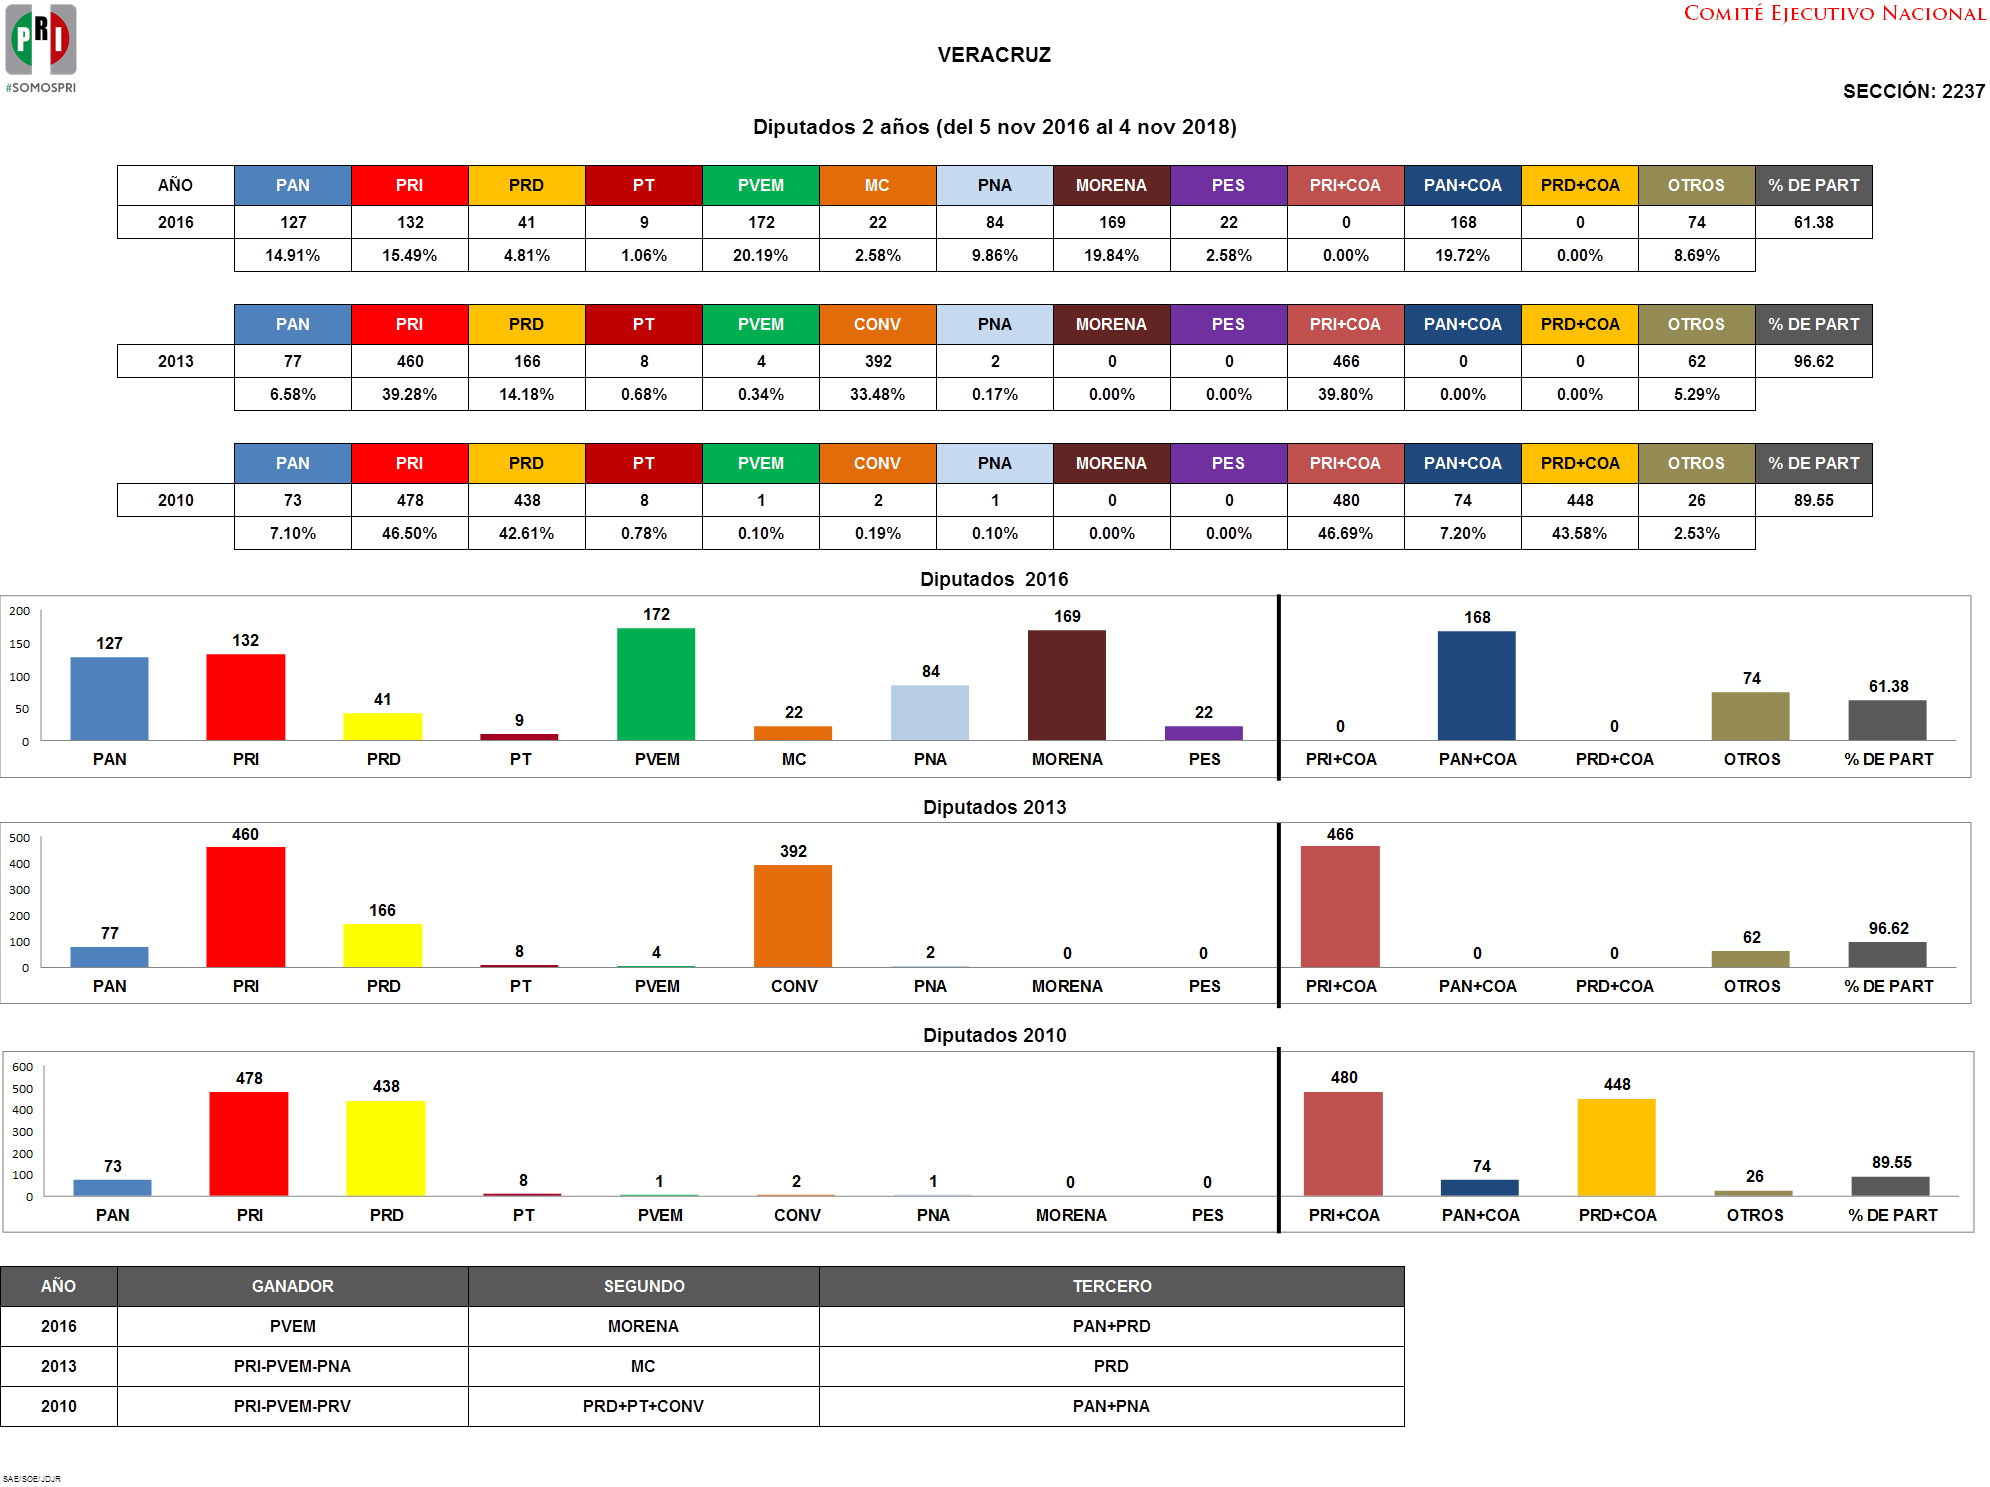 PRI
#SOMOSPRI
COMITÉ EJECUTIVO NACIONAL
VERACRUZ
SECCIÓN: 2237
Diputados 2 años (del 5 nov 2016 al 4 nov 2018)
AÑO PAN PRI PRD PT PVEM MC PNA MORENA PES PRI+COA PAN+COA PRD+COA OTROS % DE PART
2016 127 132 41 9 172 22 84 169 22 0 168 0 74 61.38
14.91% 15.49% 4.81% 1.06% 20.19% 2.58% 9.86% 19.84% 2.58% 0.00% 19.72% 0.00% 8.69%
PAN PRI PRD PT PVEM CONV PNA MORENA PES PRI+COA PAN+COA PRD+COA OTROS % DE PART
2013 77 460 166 8 4 392 2 0 0 466 0 0 62 96.62
6.58% 39.28% 14.18% 0.68% 0.34% 33.48% 0.17% 0.00% 0.00% 39.80% 0.00% 0.00% 5.29%
PAN PRI PRD PT PVEM CONV PNA MORENA PES PRI+COA PAN+COA PRD+COA OTROS % DE PART
2010 73 478 438 8 1 2 1 0 0 480 74 448 26 89.55
7.10% 46.50% 42.61% 0.78% 0.10% 0.19% 0.10% 0.00% 0.00% 46.69% 7.20% 43.58% 2.53%
Diputados 2016
200
150
100
50
0
127 132 41 9 172 22 84 169 22 0 168 0 74 61.38
PAN PRI PRD PT PVEM MC PNA MORENA PES PRI+COA PAN+COA PRD+COA OTROS % DE PART
Diputados 2013
500
400
300
200
100
0
77 460 166 8 4 392 2 0 0 466 0 0 62 96.62
PAN PRI PRD PT PVEM CONV PNA MORENA PES PRI+COA PAN+COA PRD+COA OTROS % DE PART
Diputados 2010
600
500
400
300
200
100
0
73 478 438 8 1 2 1 0 0 480 74 448 26 89.55
PAN PRI PRD PT PVEM CONV PNA MORENA PES PRI+COA PAN+COA PRD+COA OTROS % DE PART
AÑO GANADOR SEGUNDO TERCERO
2016 PVEM MORENA PAN+PRD
2013 PRI-PVEM-PNA MC PRD
2010 PRI-PVEM-PRV PRD+PT+CONV PAN+PNA
SAE/SOE/JDJR